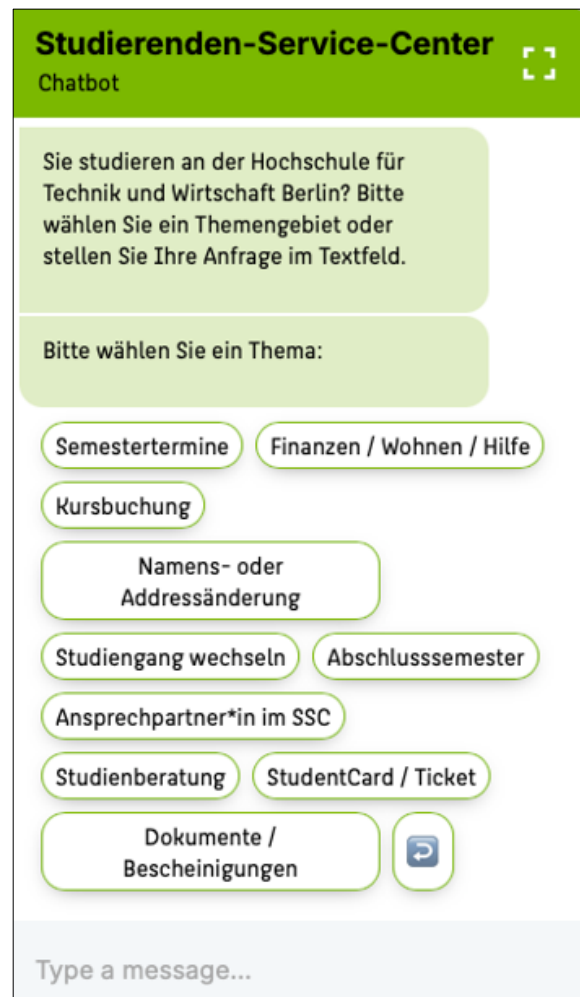 Studierenden-Service-Center
Chatbot
Sie studieren an der Hochschule für
Technik und Wirtschaft Berlin? Bitte
wählen Sie ein Themengebiet oder
stellen Sie Ihre Anfrage im Textfeld.
Bitte wählen Sie ein Thema:
Semestertermine
Finanzen / Wohnen / Hilfe
Kursbuchung
Namens- oder
Addressänderung
Studiengang wechseln
Abschlusssemester
Ansprechpartner*in im SSC
Studienberatung
StudentCard / Ticket
Dokumente /
Bescheinigungen
Type a message...